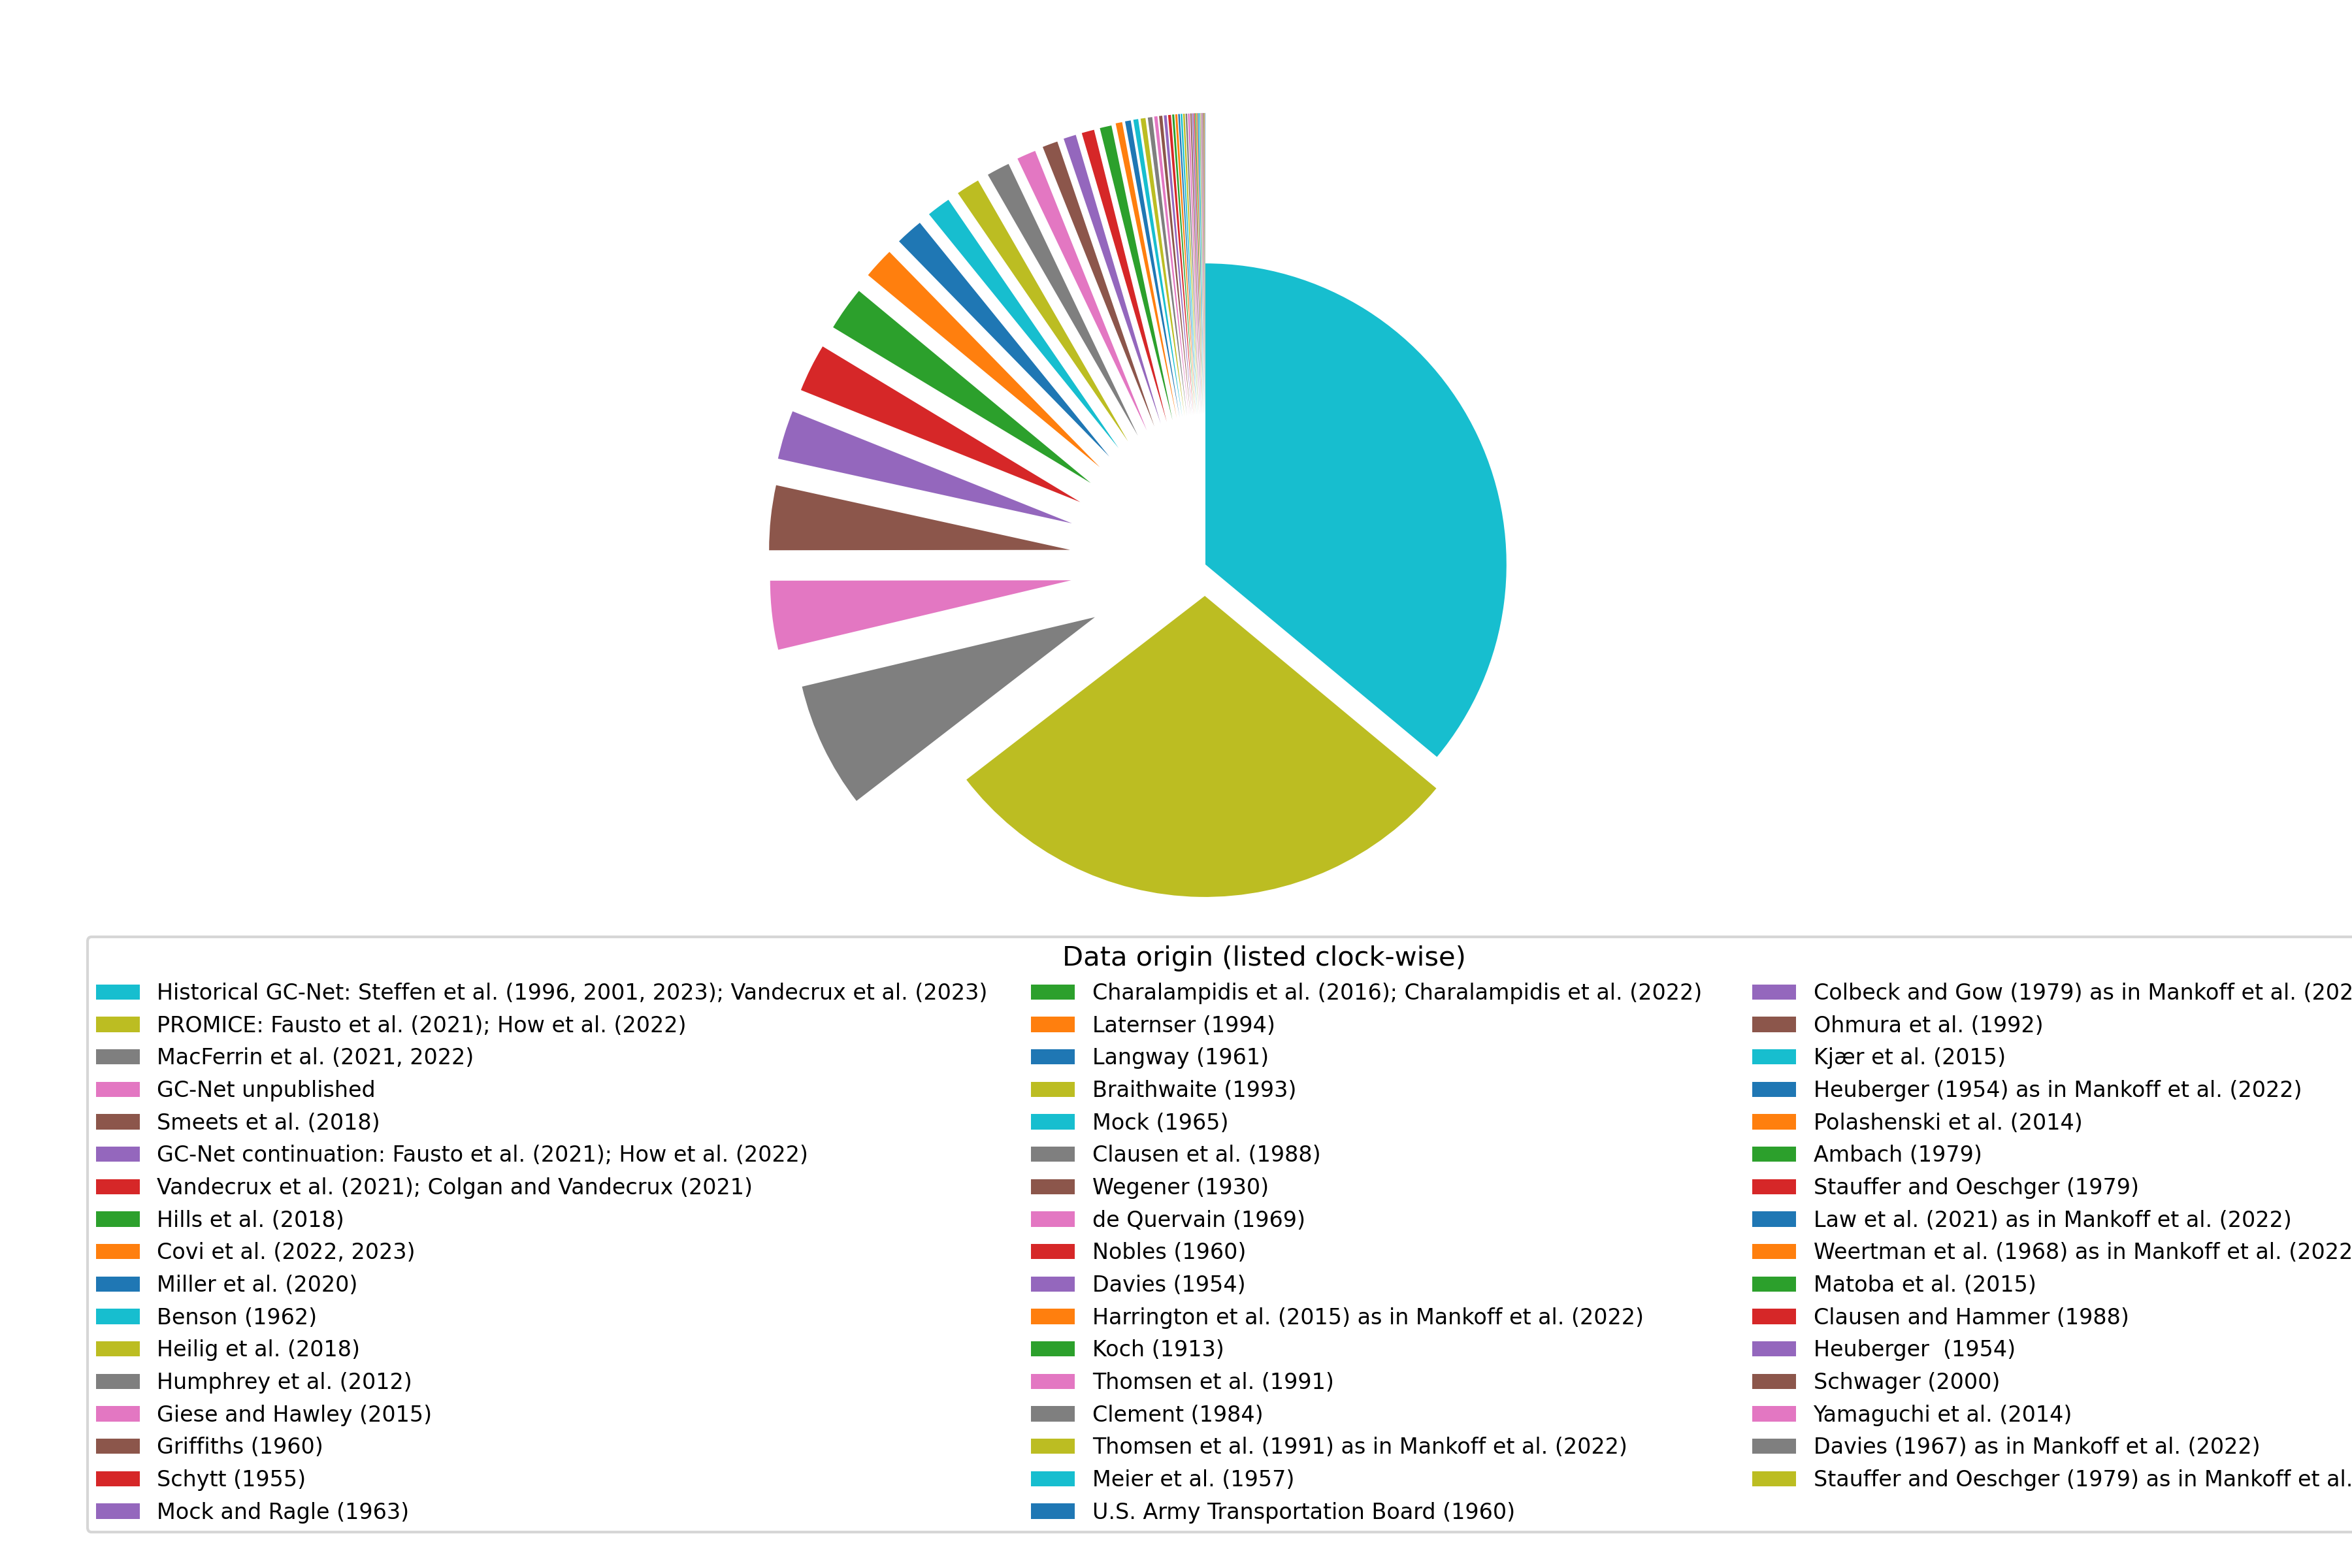 Data origin (listed clock-wise)
Historical GC-Net: Steffen et al. (1996, 2001, 2023); Vandecrux et al. (2023)
PROMICE: Fausto et al. (2021); How et al. (2022)
MacFerrin et al. (2021, 2022)
GC-Net unpublished
Smeets et al. (2018)
GC-Net continuation: Fausto et al. (2021); How et al. (2022)
Vandecrux et al. (2021); Colgan and Vandecrux (2021)
Hills et al. (2018)
Covi et al. (2022, 2023)
Miller et al. (2020)
Benson (1962)
Heilig et al. (2018)
Humphrey et al. (2012)
Giese and Hawley (2015)
Griffiths (1960)
Schytt (1955)
Mock and Ragle (1963)
Charalampidis et al. (2016); Charalampidis et al. (2022)
Laternser (1994)
Langway (1961)
Braithwaite (1993)
Mock (1965)
Clausen et al. (1988)
Wegener (1930)
de Quervain (1969)
Nobles (1960)
Davies (1954)
Harrington et al. (2015) as in Mankoff et al. (2022)
Koch (1913)
Thomsen et al. (1991)
Clement (1984)
Thomsen et al. (1991) as in Mankoff et al. (2022)
Meier et al. (1957)
U.S. Army Transportation Board (1960)
Colbeck and Gow (1979) as in Mankoff et al. (202
Ohmura et al. (1992)
Kjær et al. (2015)
Heuberger (1954) as in Mankoff et al. (2022)
Polashenski et al. (2014)
Ambach (1979)
Stauffer and Oeschger (1979)
Law et al. (2021) as in Mankoff et al. (2022)
Weertman et al. (1968) as in Mankoff et al. (2022
Matoba et al. (2015)
Clausen and Hammer (1988)
Heuberger  (1954)
Schwager (2000)
Yamaguchi et al. (2014)
Davies (1967) as in Mankoff et al. (2022)
Stauffer and Oeschger (1979) as in Mankoff et al.